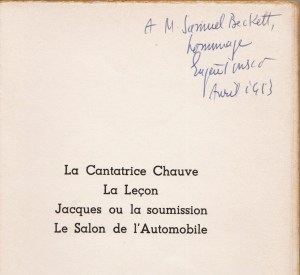 A M. Samuel Beckett,
hommage
Eugène Ionesco
Avril 1953
La Cantatrice Chauve
La Leçon
Jacques ou la soumission
Le Salon de l'Automobile